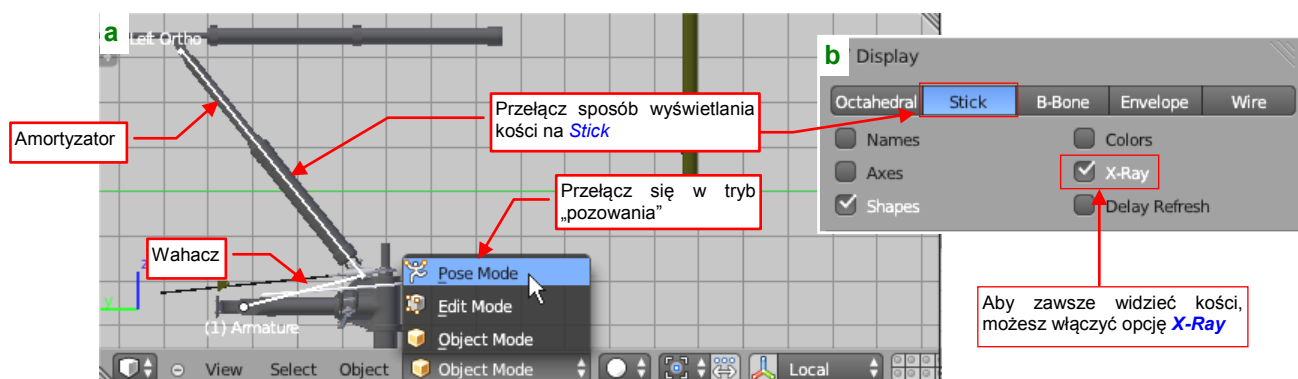 a
Left Ortho
Amortyzator
Przełącz sposób wyświetlania
kości na Stick
Przełącz się w tryb
„pozowania”
Wahacz
z
y
(1) Armature
Pose Mode
Edit Mode
Object Mode
View Select Object Object Mode Local
b
Display
Octahedral Stick B-Bone Envelope Wire
Names Colors
Axes X-Ray
Shapes Delay Refresh
Aby zawsze widzieć kości,
możesz włączyć opcję X-Ray